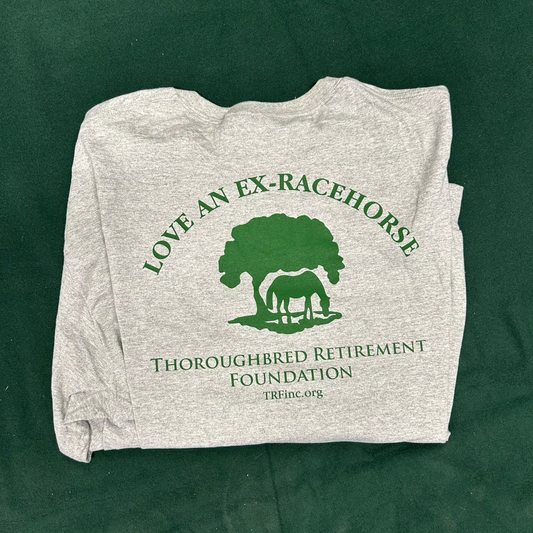 LOVE AN EX-RACEHORSE
THOROUGHBRED RETIREMENT
FOUNDATION
TRFinc.org